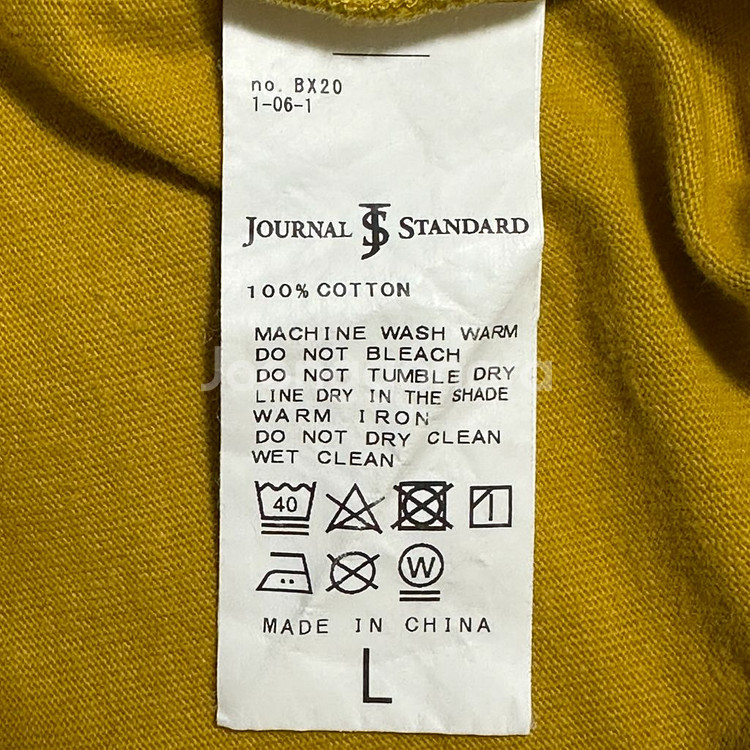 no. BX20
1-06-1
JOURNAL JS STANDARD
100% COTTON
MACHINE WASH WARM
DO NOT BLEACH
DO NOT TUMBLE DRY
LINE DRY IN THE SHADE
WARM IRON
DO NOT DRY CLEAN
WET CLEAN
40
W
MADE IN CHINA
L